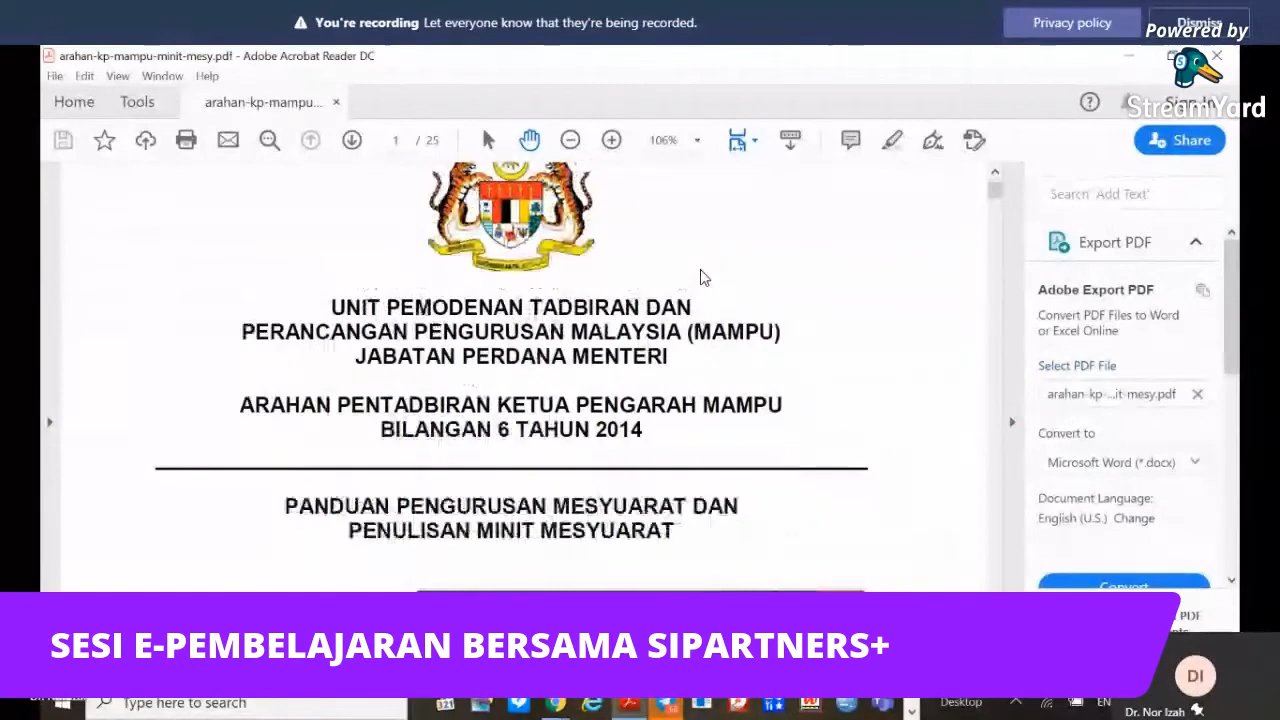 You're recording Let everyone know that they're being recorded.
Privacy policy
Dismiss
Powered by
StreamYard
arahan-kp-mampu-minit-mesy.pdf - Adobe Acrobat Reader DC
File Edit View Window Help
Home Tools arahan-kp-mampu... ×
Sign In
1 / 25
106%
Share
UNIT PEMODENAN TADBIRAN DAN
PERANCANGAN PENGURUSAN MALAYSIA (MAMPU)
JABATAN PERDANA MENTERI
ARAHAN PENTADBIRAN KETUA PENGARAH MAMPU
BILANGAN 6 TAHUN 2014
PANDUAN PENGURUSAN MESYUARAT DAN
PENULISAN MINIT MESYUARAT
Search 'Add Text'
Export PDF
Adobe Export PDF
Convert PDF Files to Word
or Excel Online
Select PDF File
arahan-kp-...it-mesy.pdf
Convert to
Microsoft Word (*.docx)
Document Language:
English (U.S.) Change
Convert
PDF
SESI E-PEMBELAJARAN BERSAMA SIPARTNERS+
DI
Type here to search
Desktop
EN
Dr. Nor Izah